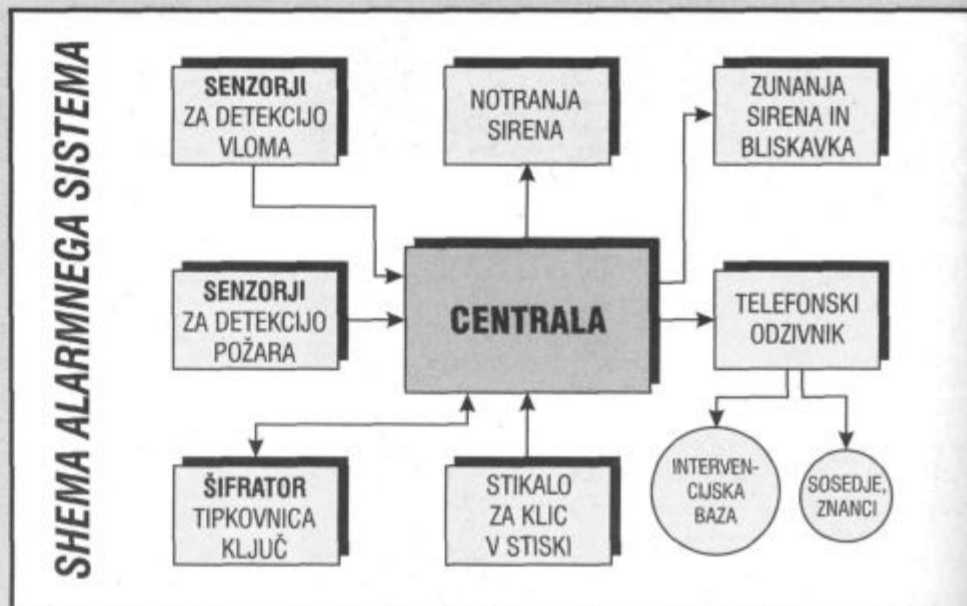 SHEMA ALARMNEGA SISTEMA
SENZORJI
ZA DETEKCIJO
VLOMA
NOTRANJA
SIRENA
ZUNANJA
SIRENA IN
BLISKAVKA
SENZORJI
ZA DETEKCIJO
POŽARA
CENTRALA
TELEFONSKI
ODZIVNIK
ŠIFRATOR
TIPKOVNICA
KLJUČ
STIKALO
ZA KLIC
V STISKI
INTERVEN-
CIJSKA
BAZA
SOSEDJE,
ZNANCI